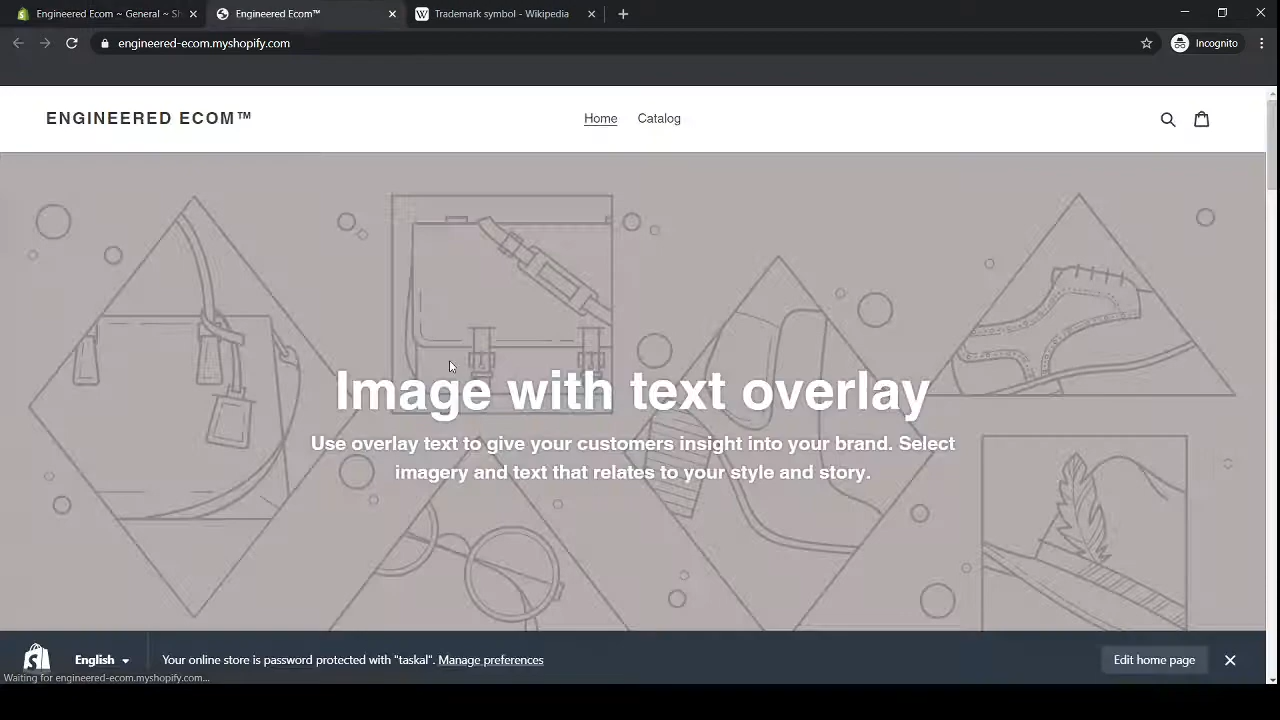 Engineered Ecom ~ General ~ Sh
Engineered Ecom™
Trademark symbol - Wikipedia
engineered-ecom.myshopify.com
Incognito
ENGINEERED ECOM™
Home
Catalog
Image with text overlay
Use overlay text to give your customers insight into your brand. Select
imagery and text that relates to your style and story.
English
Your online store is password protected with "taskal". Manage preferences
Edit home page
Waiting for engineered-ecom.myshopify.com...